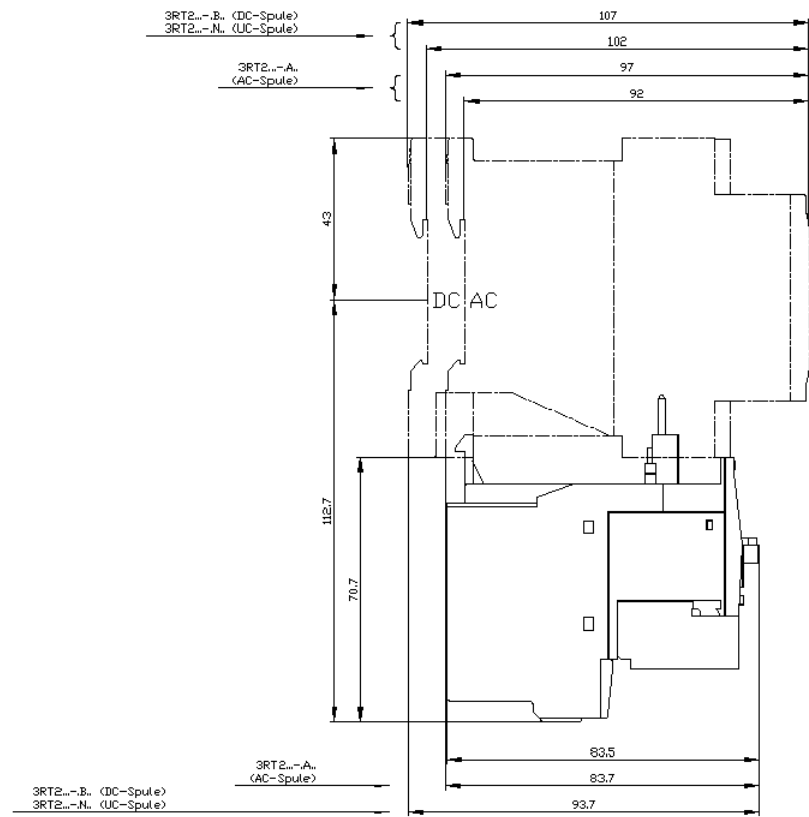 3RT2...-.B.. (DC-Spule)
3RT2...-.N.. (UC-Spule)
107
102
3RT2...-.A..
(AC-Spule)
97
92
43
DC AC
112.7
70.7
83.5
3RT2...-.A..
(AC-Spule)
83.7
3RT2...-.B.. (DC-Spule)
3RT2...-.N.. (UC-Spule)
93.7